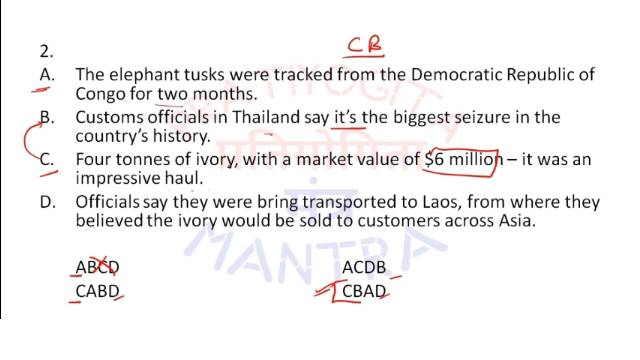 CB
2.
A. The elephant tusks were tracked from the Democratic Republic of
Congo for two months.
B. Customs officials in Thailand say it's the biggest seizure in the
country's history.
C. Four tonnes of ivory, with a market value of $6 million – it was an
impressive haul.
D. Officials say they were bring transported to Laos, from where they
believed the ivory would be sold to customers across Asia.
ABCD ACDB
CABD CBAD
प्रतियोगिता
मंत्र
MANTRA